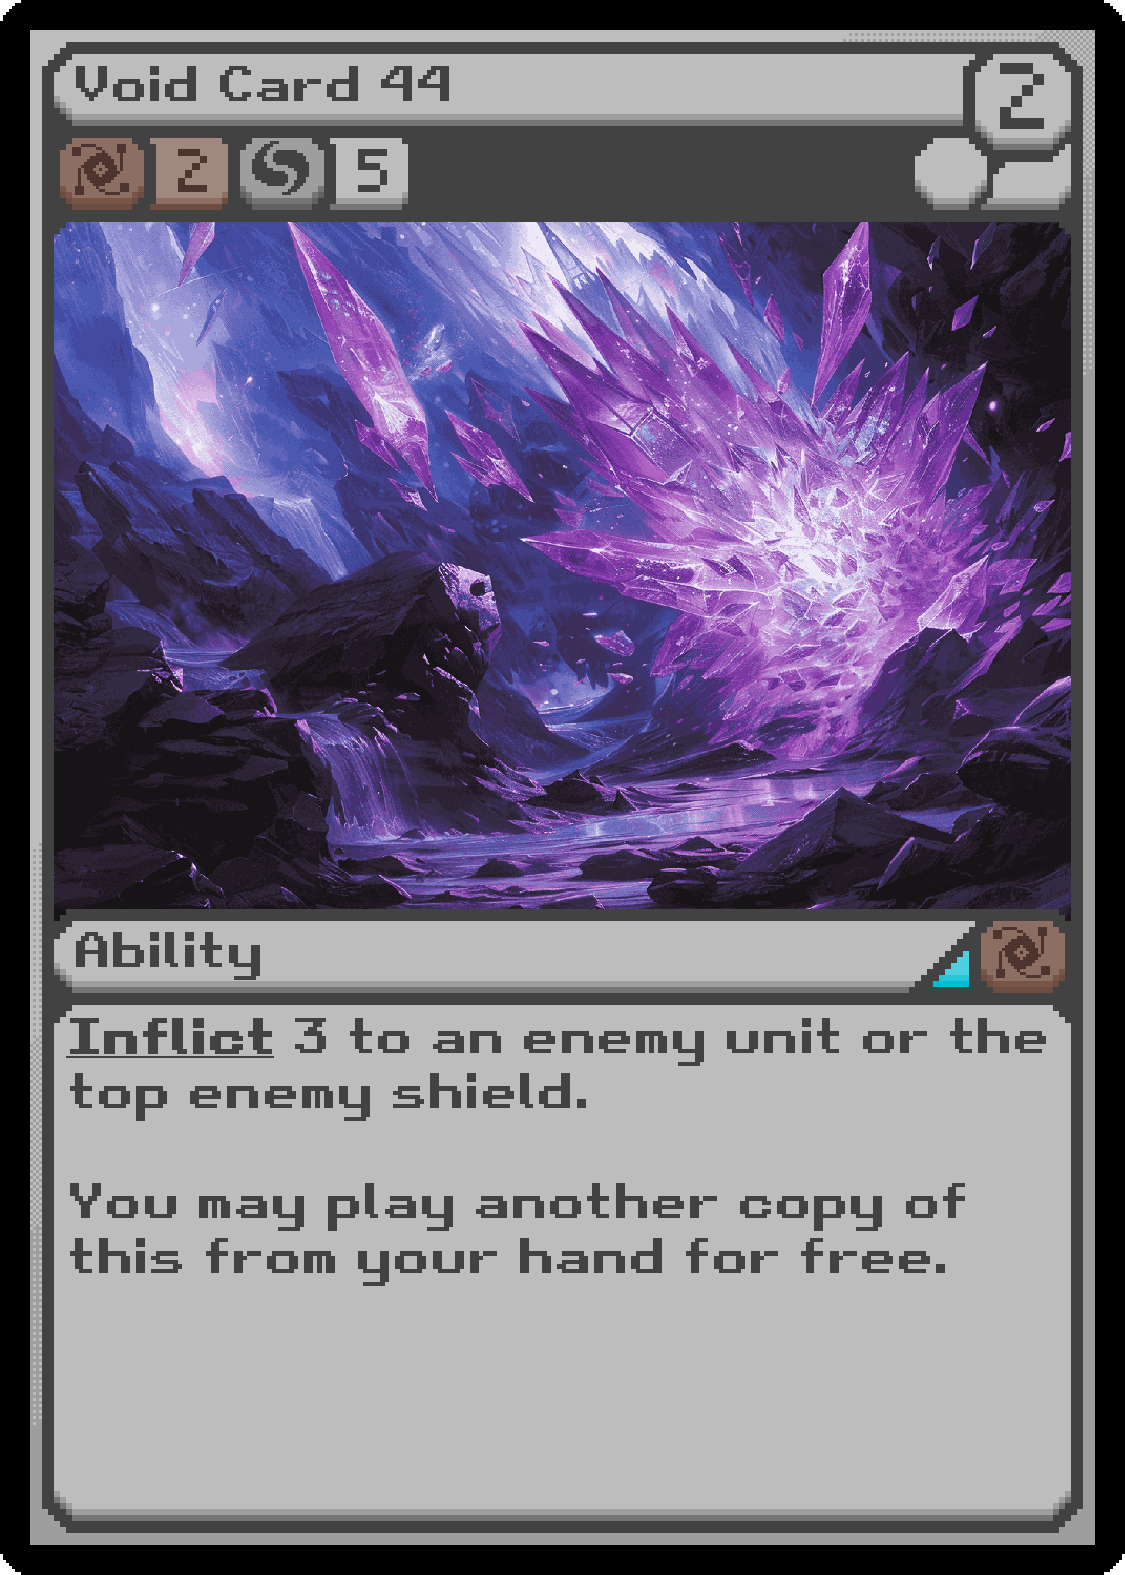 Void Card 44
2
2
5
Ability
Inflict 3 to an enemy unit or the
top enemy shield.
You may play another copy of
this from your hand for free.